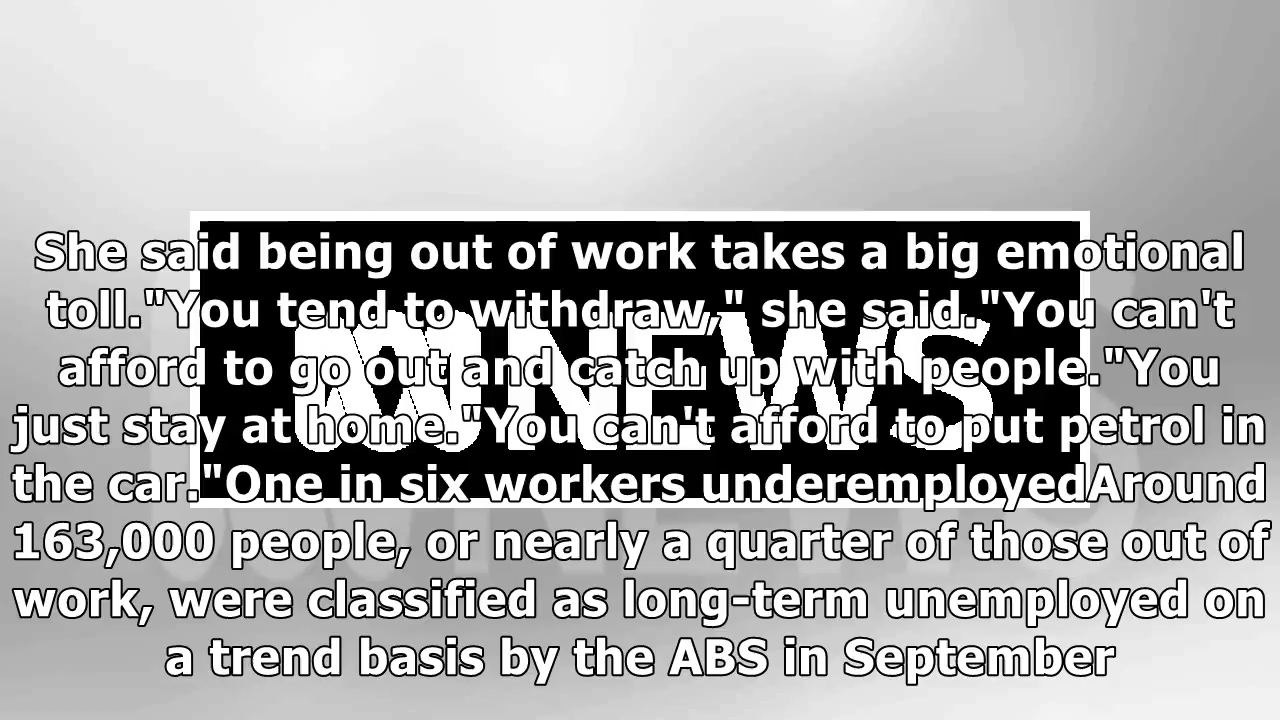 She said being out of work takes a big emotional
toll."You tend to withdraw," she said."You can't
afford to go out and catch up with people."You
just stay at home."You can't afford to put petrol in
the car."One in six workers underemployedAround
163,000 people, or nearly a quarter of those out of
work, were classified as long-term unemployed on
a trend basis by the ABS in September
NEWS